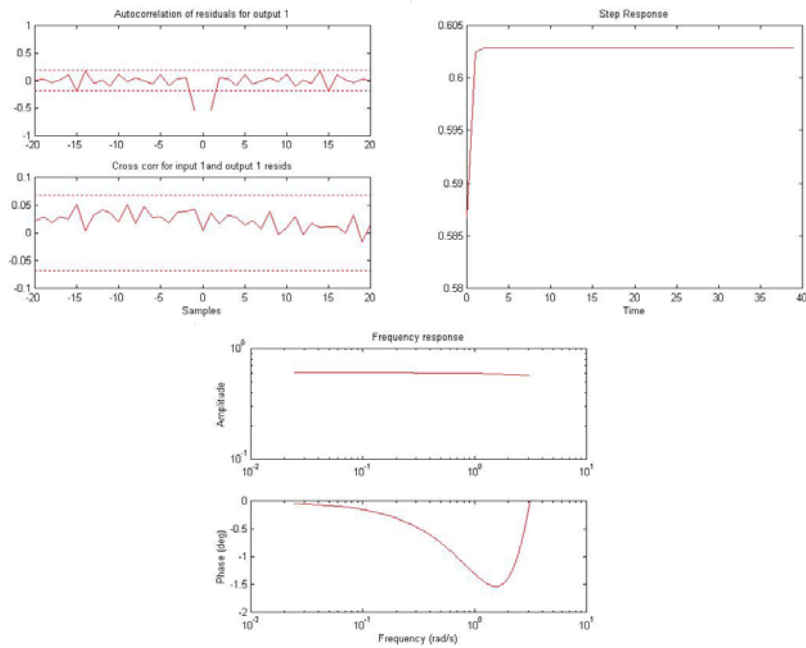 Autocorrelation of residuals for output 1
1
0.5
0
-0.5
-1
-20 -15 -10 -5 0 5 10 15 20
Cross corr for input 1and output 1 resids
0.1
0.05
0
-0.05
-0.1
-20 -15 -10 -5 0 5 10 15 20
Samples
Step Response
0.605
0.6
0.595
0.59
0.585
0.58
0 5 10 15 20 25 30 35 40
Time
Frequency response
10^0
Amplitude
10^-1
10^-2 10^-1 10^0 10^1
0
-0.5
-1
-1.5
-2
Phase (deg)
10^-2 10^-1 10^0 10^1
Frequency (rad/s)